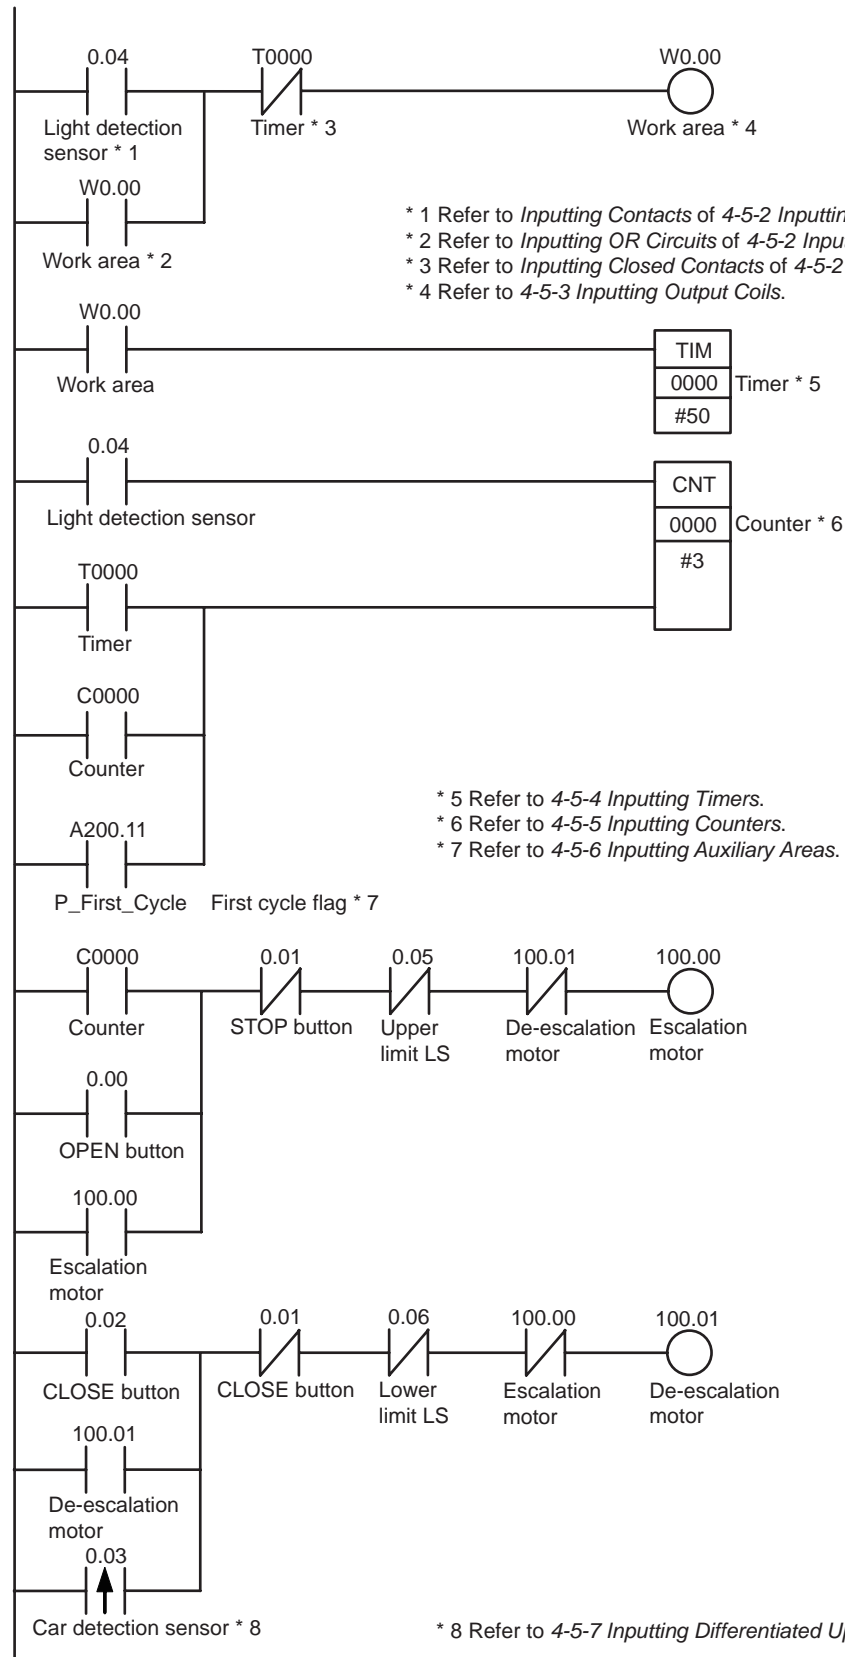 0.04 T0000 W0.00
Light detection Timer * 3 Work area * 4
sensor * 1
W0.00
Work area * 2
* 1 Refer to Inputting Contacts of 4-5-2 Inputtin
* 2 Refer to Inputting OR Circuits of 4-5-2 Inpu
* 3 Refer to Inputting Closed Contacts of 4-5-2
* 4 Refer to 4-5-3 Inputting Output Coils.
W0.00
Work area
TIM
0000 Timer * 5
#50
0.04
Light detection sensor
CNT
0000 Counter * 6
#3
T0000
Timer
C0000
Counter
* 5 Refer to 4-5-4 Inputting Timers.
* 6 Refer to 4-5-5 Inputting Counters.
* 7 Refer to 4-5-6 Inputting Auxiliary Areas.
A200.11
P_First_Cycle First cycle flag * 7
C0000 0.01 0.05 100.01 100.00
Counter STOP button Upper De-escalation Escalation
limit LS motor motor
0.00
OPEN button
100.00
Escalation
motor
0.02 0.01 0.06 100.00 100.01
CLOSE button CLOSE button Lower Escalation De-escalation
limit LS motor motor
100.01
De-escalation
motor
0.03
Car detection sensor * 8
* 8 Refer to 4-5-7 Inputting Differentiated U